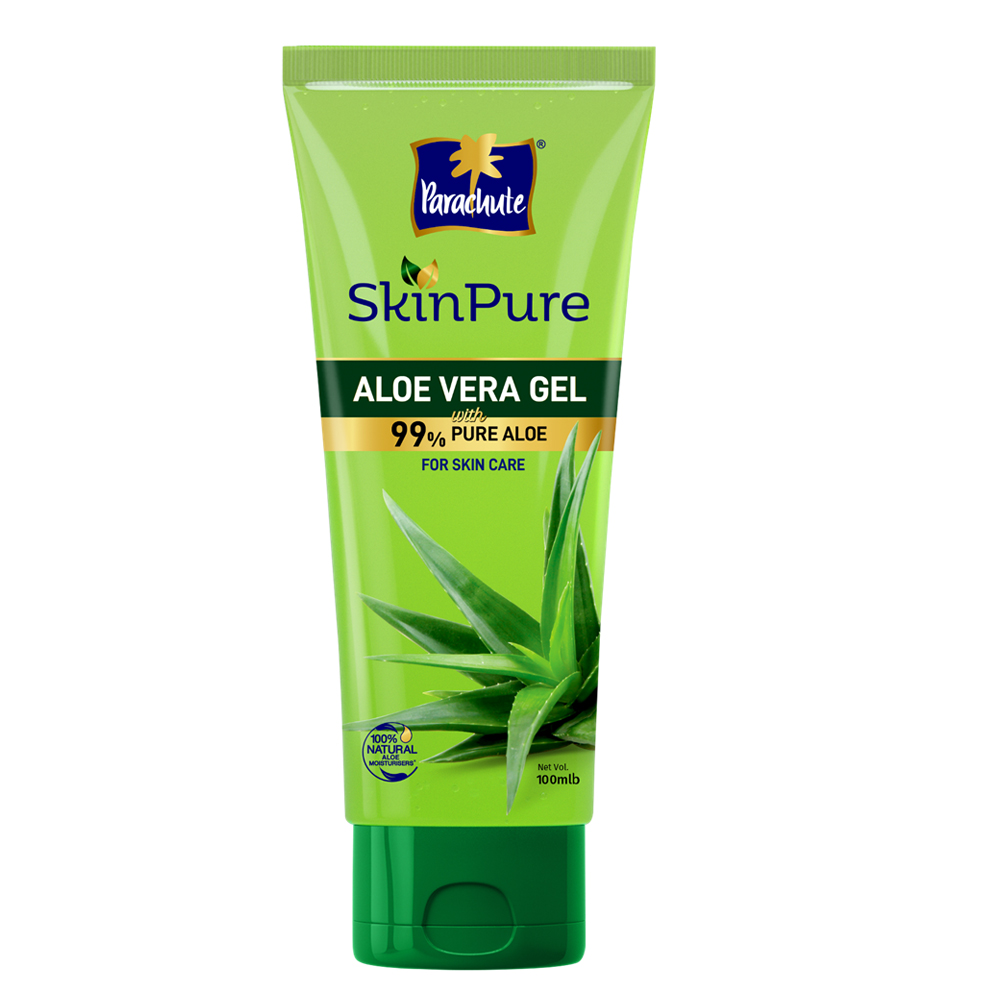 Parachute®
SkinPure
ALOE VERA GEL
with
99% PURE ALOE
FOR SKIN CARE
100%
NATURAL
ALOE
MOISTURISERS*
Net Vol.
100mlb